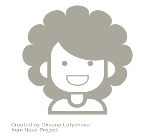 Created by Oksana Latysheva
from Noun Project